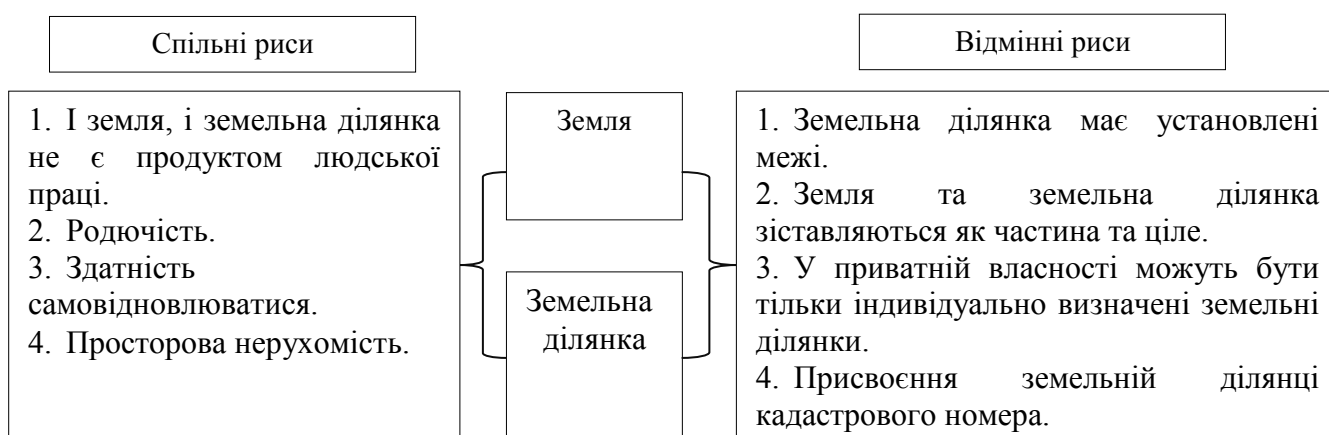 Спільні риси
Відмінні риси
1. І земля, і земельна ділянка
не є продуктом людської
праці.
2. Родючість.
3. Здатність
самовідновлюватися.
4. Просторова нерухомість.
Земля
Земельна
ділянка
1. Земельна ділянка має установлені
межі.
2. Земля та земельна ділянка
зіставляються як частина та ціле.
3. У приватній власності можуть бути
тільки індивідуально визначені земельні
ділянки.
4. Присвоєння земельній ділянці
кадастрового номера.